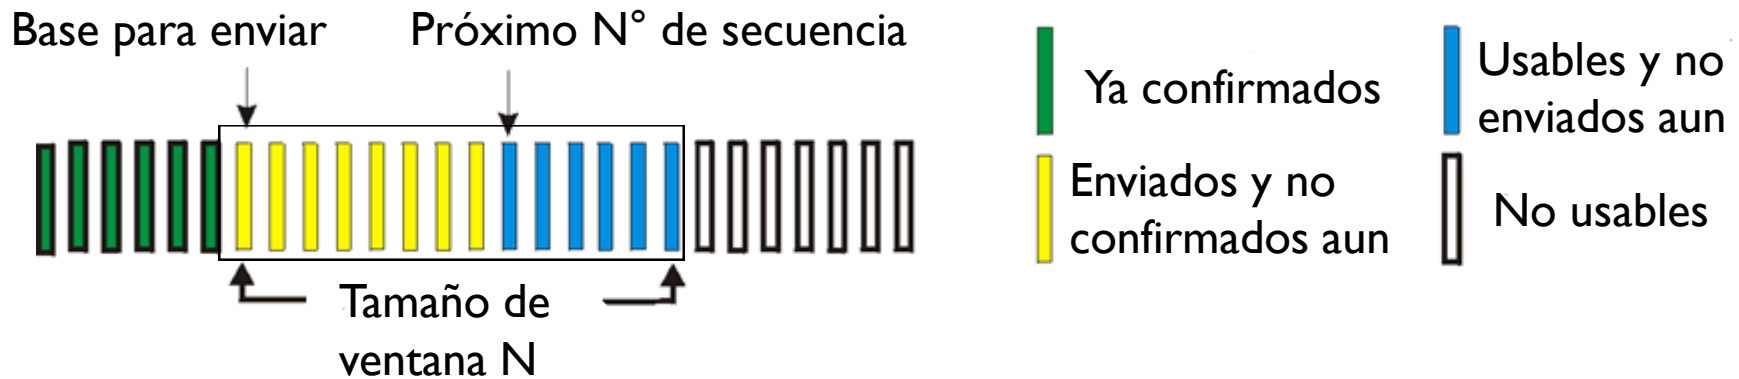 Base para enviar
Próximo N° de secuencia
Tamaño de
ventana N
Ya confirmados
Enviados y no
confirmados aun
Usables y no
enviados aun
No usables